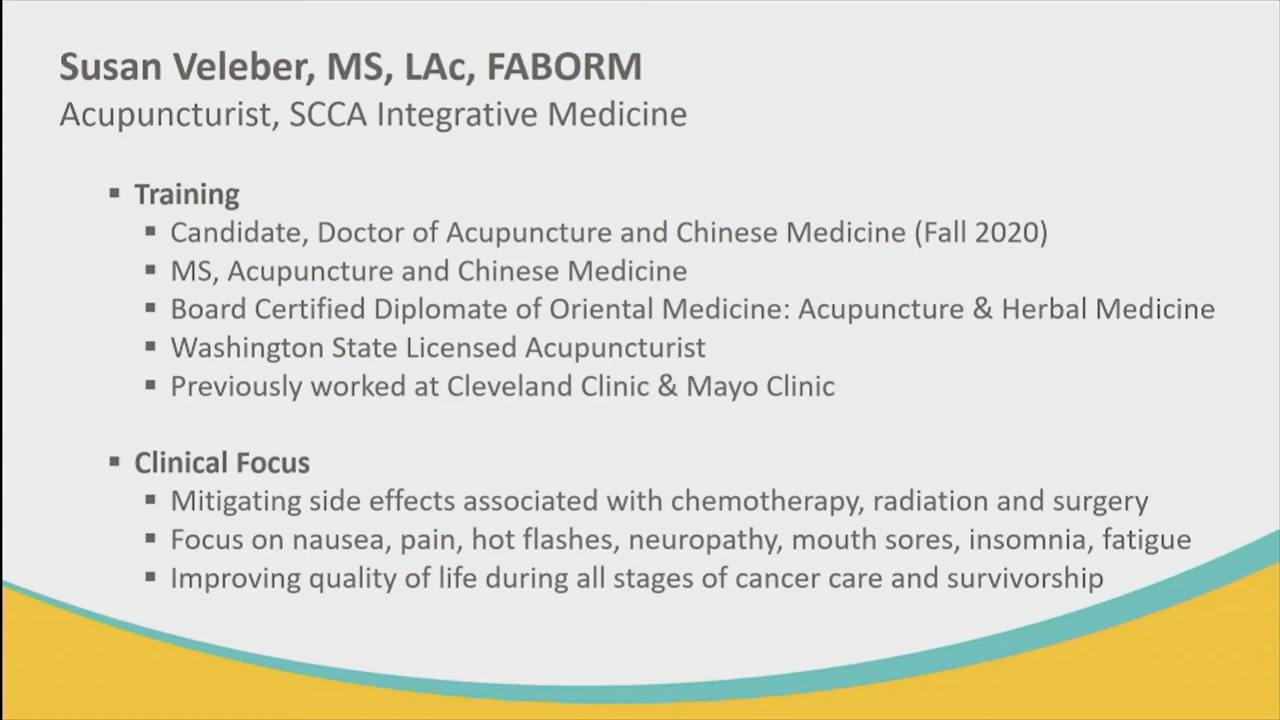 Susan Veleber, MS, LAc, FABORM
Acupuncturist, SCCA Integrative Medicine
▪ Training
▪ Candidate, Doctor of Acupuncture and Chinese Medicine (Fall 2020)
▪ MS, Acupuncture and Chinese Medicine
▪ Board Certified Diplomate of Oriental Medicine: Acupuncture & Herbal Medicine
▪ Washington State Licensed Acupuncturist
▪ Previously worked at Cleveland Clinic & Mayo Clinic
▪ Clinical Focus
▪ Mitigating side effects associated with chemotherapy, radiation and surgery
▪ Focus on nausea, pain, hot flashes, neuropathy, mouth sores, insomnia, fatigue
▪ Improving quality of life during all stages of cancer care and survivorship